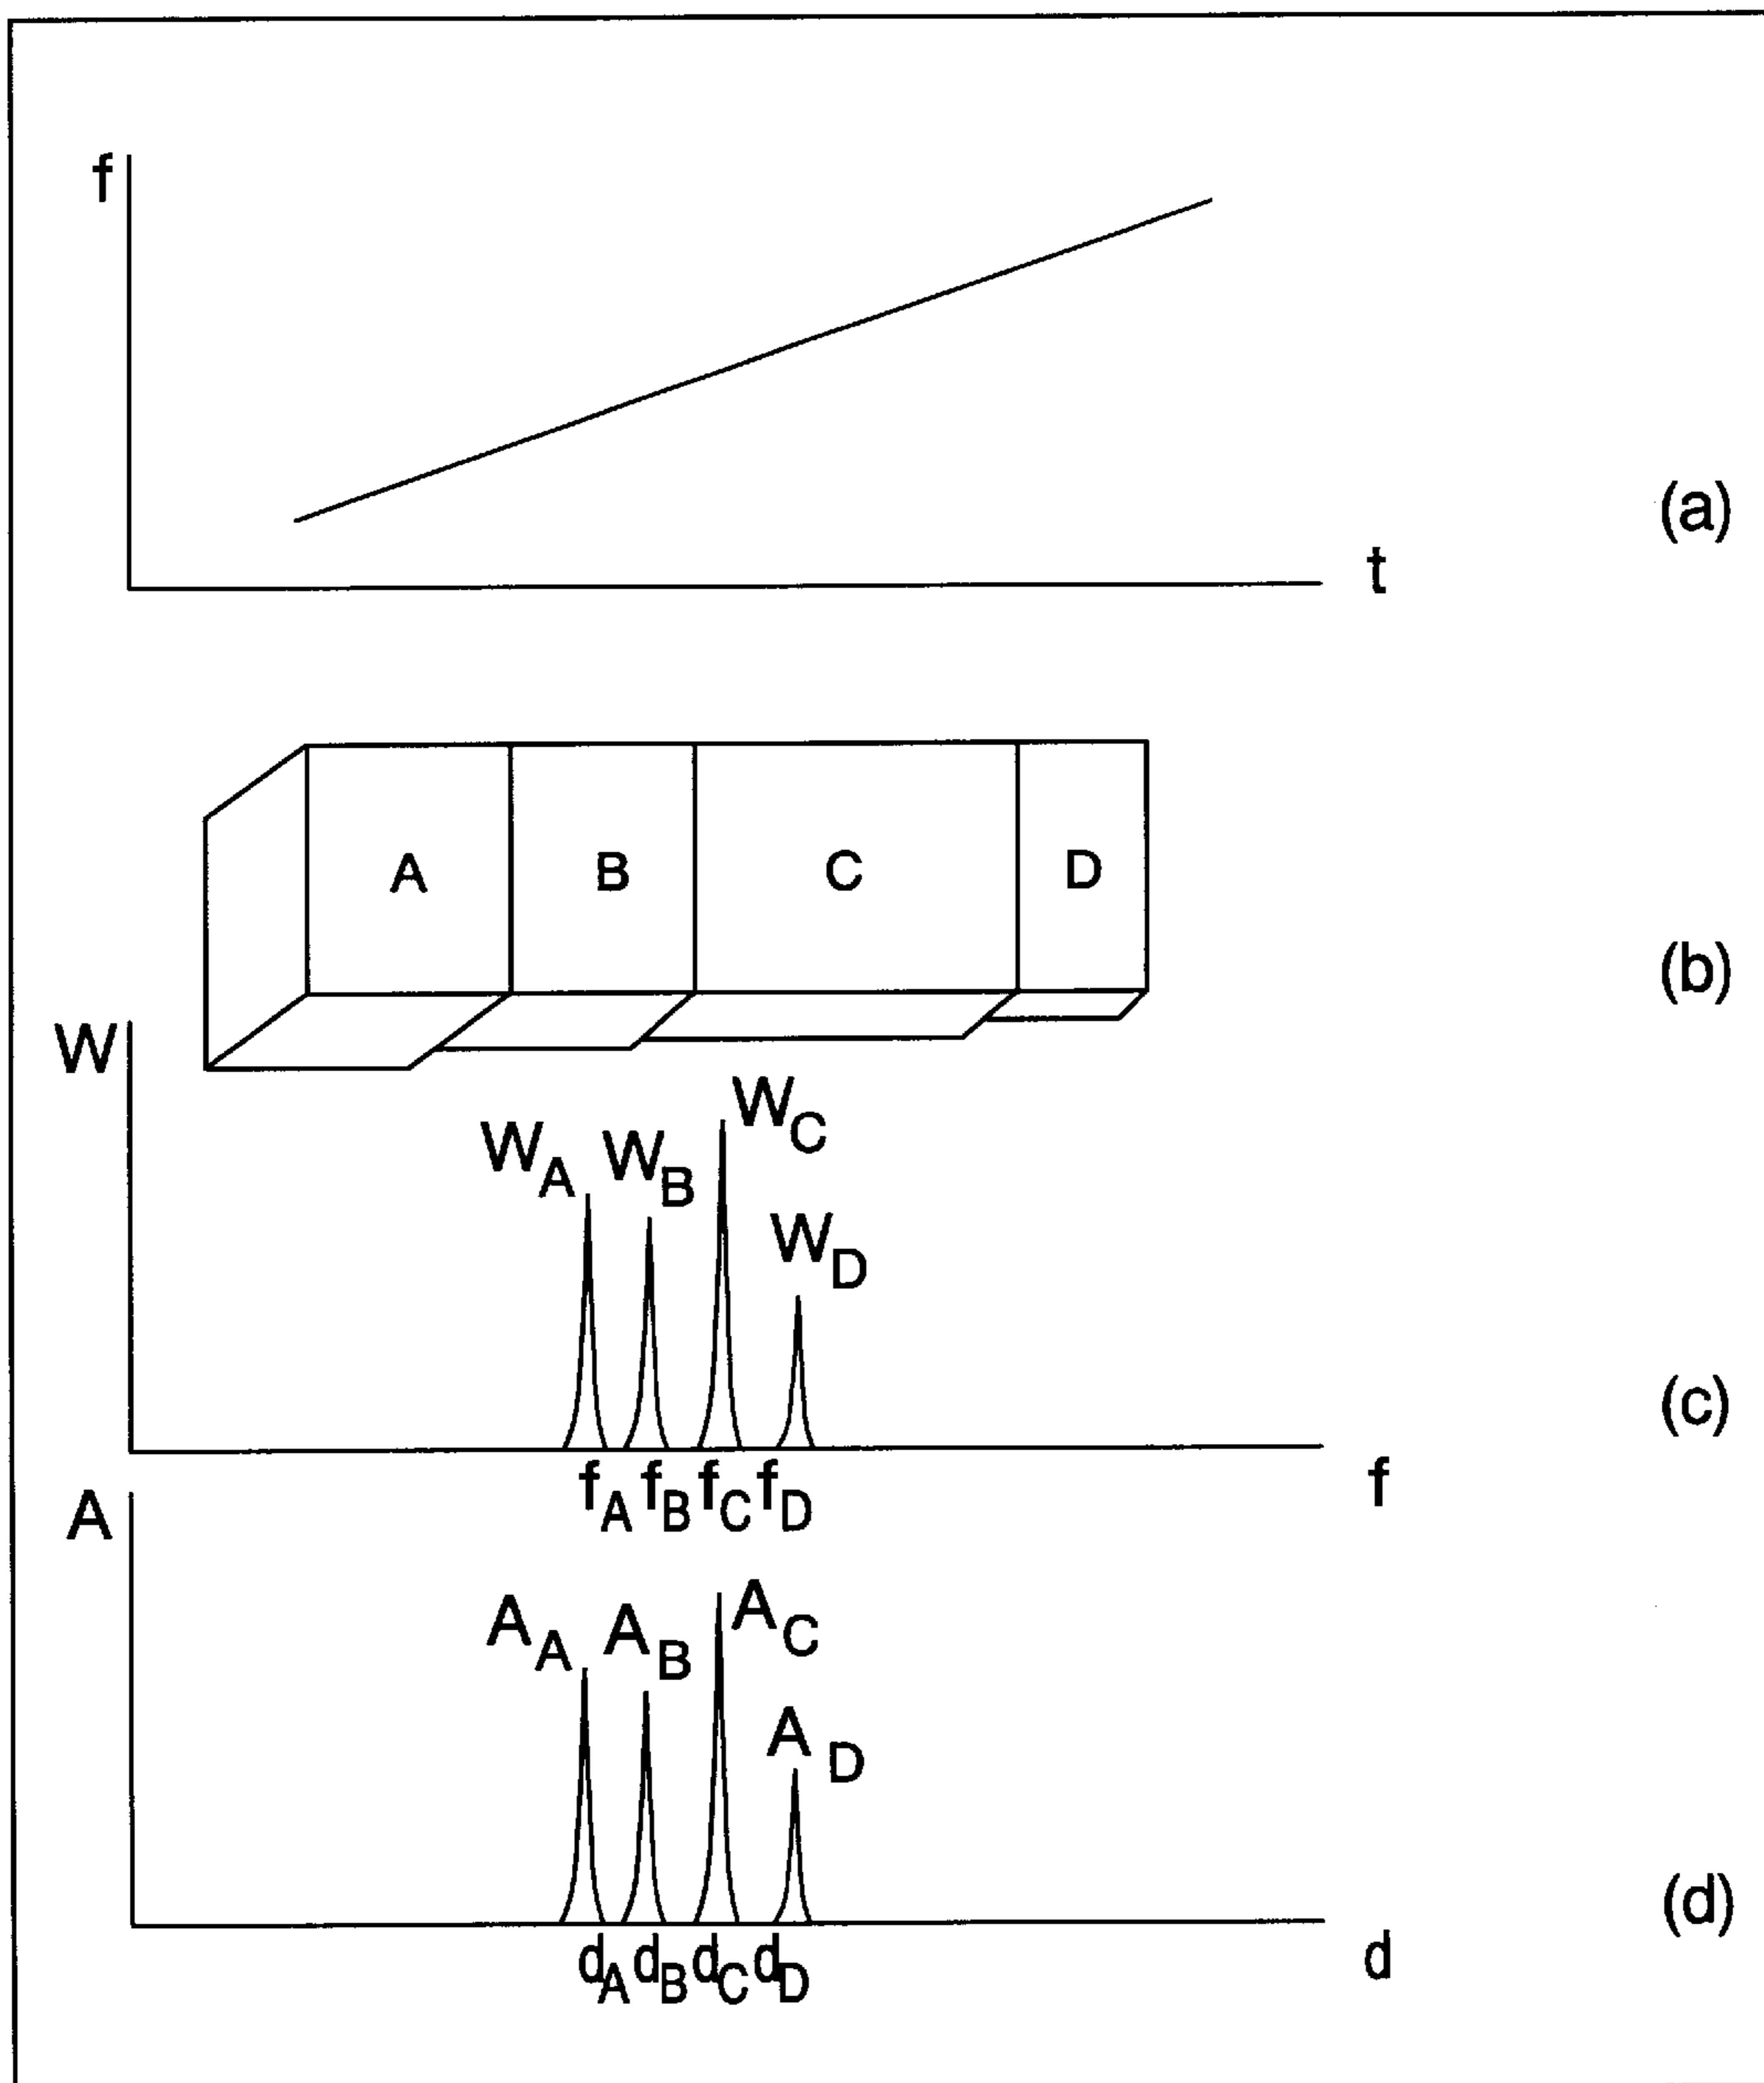 f
t
(a)
A B C D
(b)
W
W_A W_B W_C W_D
(c)
f_A f_B f_C f_D f
A
A_A A_B A_C A_D
(d)
d_A d_B d_C d_D d